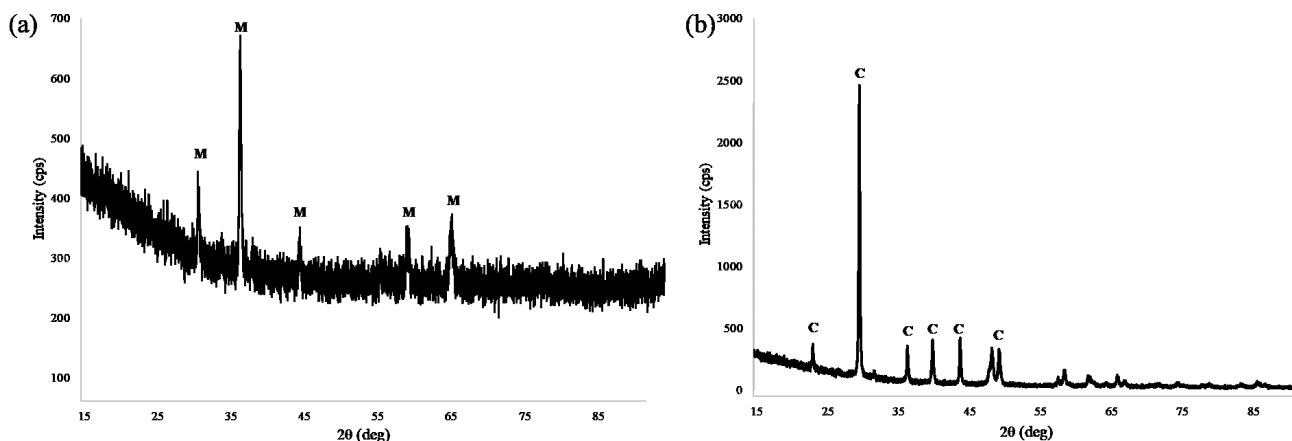 (a)
700
600
500
400
300
200
100
Intensity (cps)
M
M
M
M
M
15 25 35 45 55 65 75 85
2θ (deg)
(b)
3000
2500
2000
1500
1000
500
0
Intensity (cps)
C
C
C
C
C
C
15 25 35 45 55 65 75 85
2θ (deg)